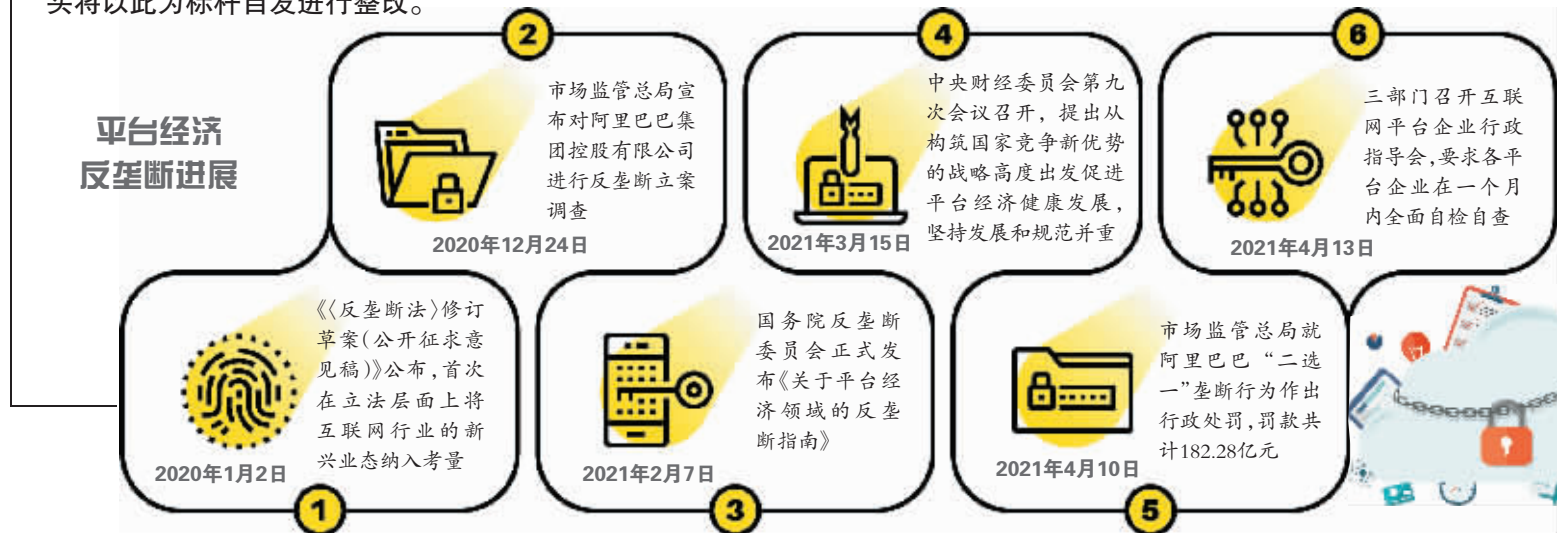 实将以此为标杆自发进行整改。
平台经济
反垄断进展
1
《〈反垄断法〉修订
草案(公开征求意
见稿)》公布,首次
在立法层面上将
互联网行业的新
兴业态纳入考量
2020年1月2日
2
市场监管总局宣
布对阿里巴巴集
团控股有限公司
进行反垄断立案
调查
2020年12月24日
3
国务院反垄断
委员会正式发
布《关于平台经
济领域的反垄
断指南》
2021年2月7日
4
中央财经委员会第九
次会议召开，提出从
构筑国家竞争新优势
的战略高度出发促进
平台经济健康发展，
坚持发展和规范并重
2021年3月15日
5
市场监管总局就
阿里巴巴“二选
一”垄断行为作出
行政处罚,罚款共
计182.28亿元
2021年4月10日
6
三部门召开互联
网平台企业行政
指导会,要求各平
台企业在一个月
内全面自检自查
2021年4月13日